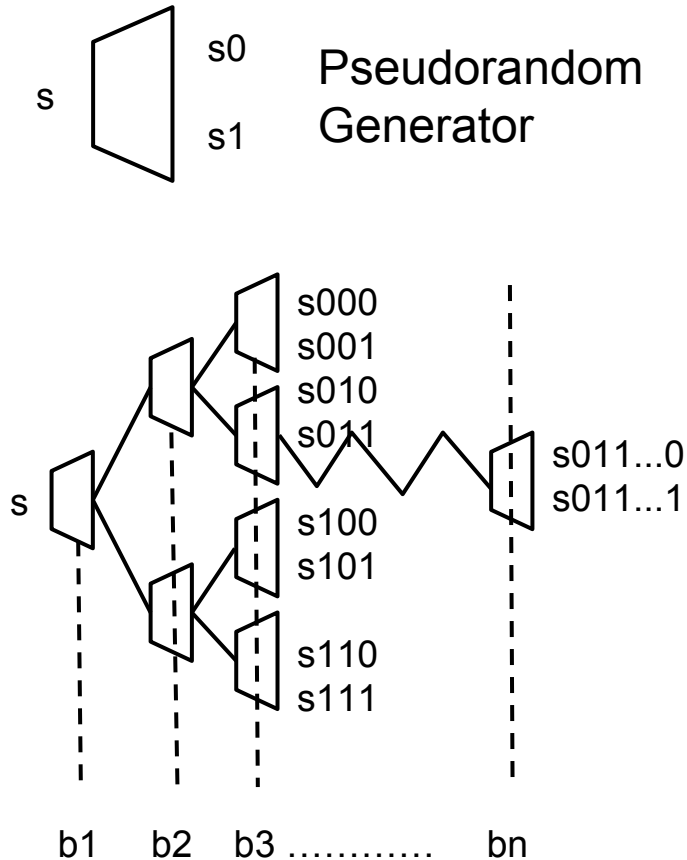 s0
s
s1
Pseudorandom
Generator
s000
s001
s010
s011
s
s100
s101
s110
s111
s011...0
s011...1
b1 b2 b3 ............ bn